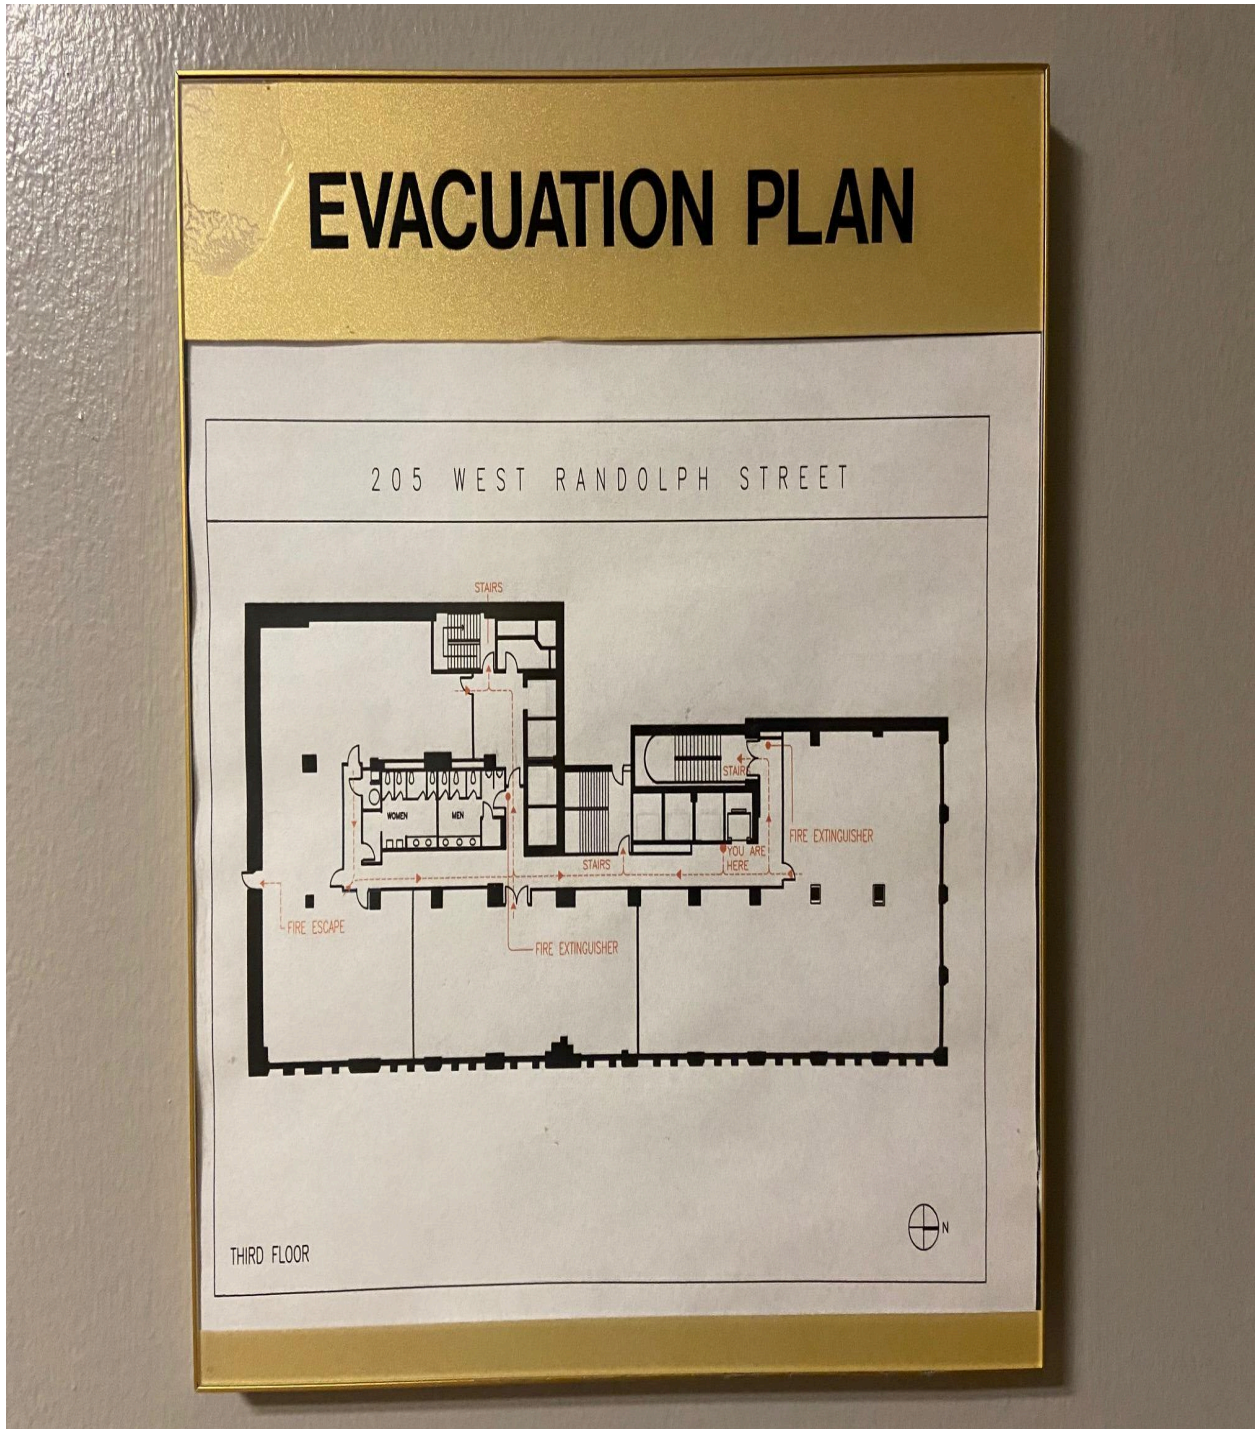 EVACUATION PLAN
205 WEST RANDOLPH STREET
STAIRS
STAIRS
WOMEN
MEN
FIRE EXTINGUISHER
YOU ARE
HERE
STAIRS
FIRE ESCAPE
FIRE EXTINGUISHER
N
THIRD FLOOR